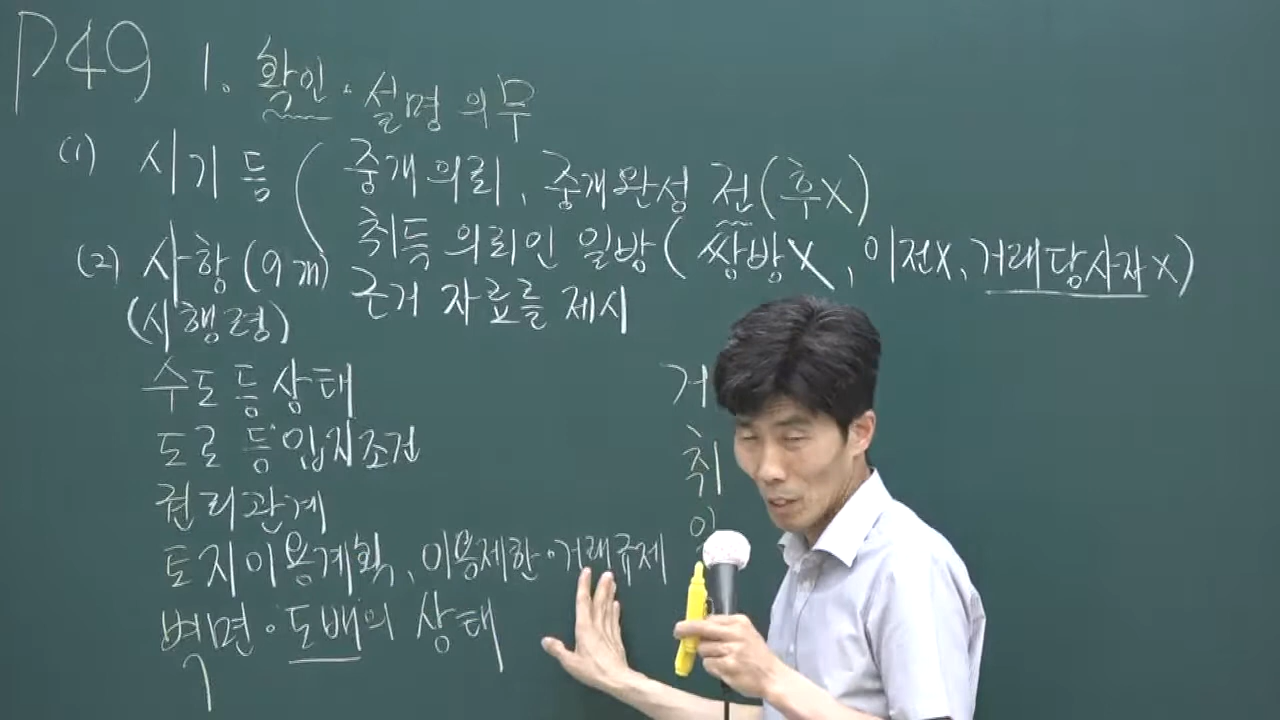 P49
1. 확인·설명의무
(1) 시기 등 ( 중개의뢰, 중개완성 전(후X)
취득 의뢰인 일방(쌍방X, 이전X, 거래당사자X)
근거 자료를 제시
(2) 사항(9개)
(시행령)
수도 등 상태
도로 등 입지조건
권리관계
토지이용계획, 이용제한·거래규제
벽면·도배의 상태
거
취